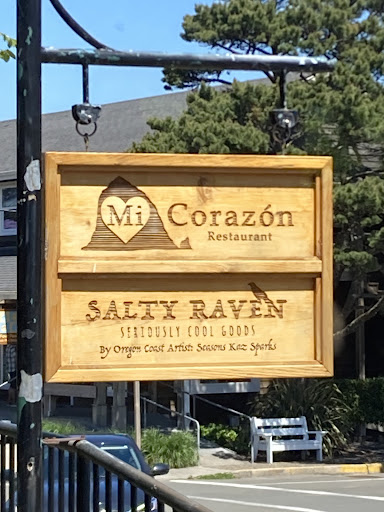 Mi Corazón
Restaurant
SALTY RAVEN
SERIOUSLY COOL GOODS
By Oregon Coast Artist: Seasons Kaz Sparks